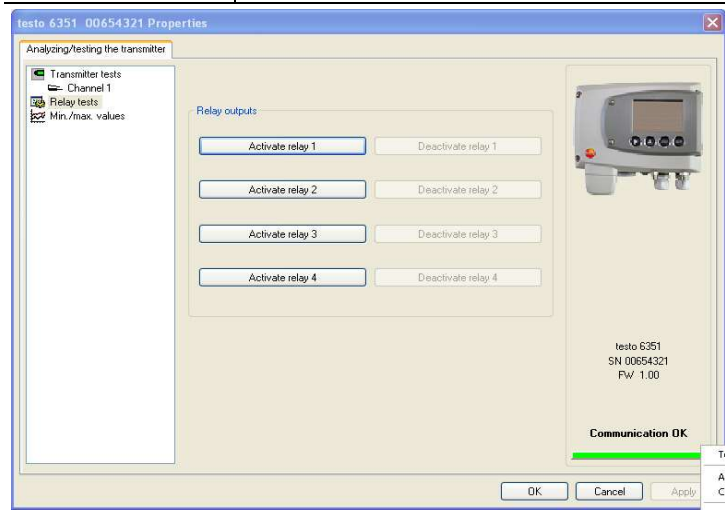 testo 6351 00654321 Properties
Analyzing/testing the transmitter
Transmitter tests
Channel 1
Relay tests
Min./max. values
Relay outputs
Activate relay 1 Deactivate relay 1
Activate relay 2 Deactivate relay 2
Activate relay 3 Deactivate relay 3
Activate relay 4 Deactivate relay 4
testo 6351
SN 00654321
FW 1.00
Communication OK
OK Cancel Apply